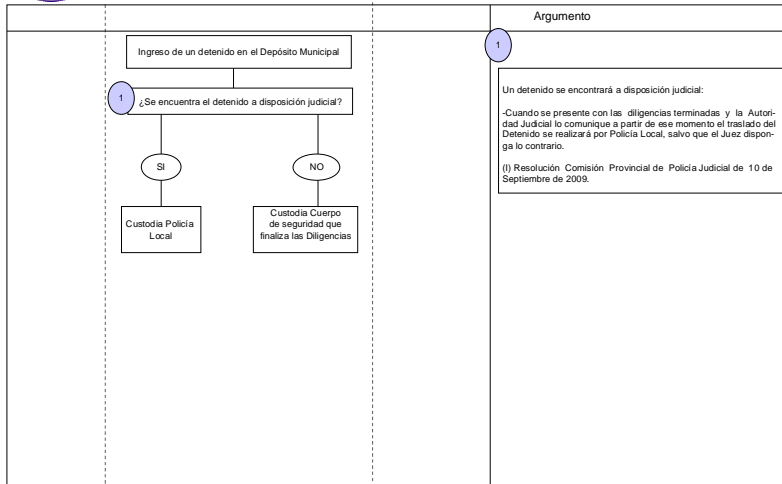 Argumento
Ingreso de un detenido en el Depósito Municipal
1
¿Se encuentra el detenido a disposición judicial?
SI
NO
Custodia Policía
Local
Custodia Cuerpo
de seguridad que
finaliza las Diligencias
1
Un detenido se encontrará a disposición judicial:
-Cuando se presente con las diligencias terminadas y la Autori-
dad Judicial lo comunique a partir de ese momento el traslado del
Detenido se realizará por Policía Local, salvo que el Juez dispon-
ga lo contrario.
(I) Resolución Comisión Provincial de Policía Judicial de 10 de
Septiembre de 2009.